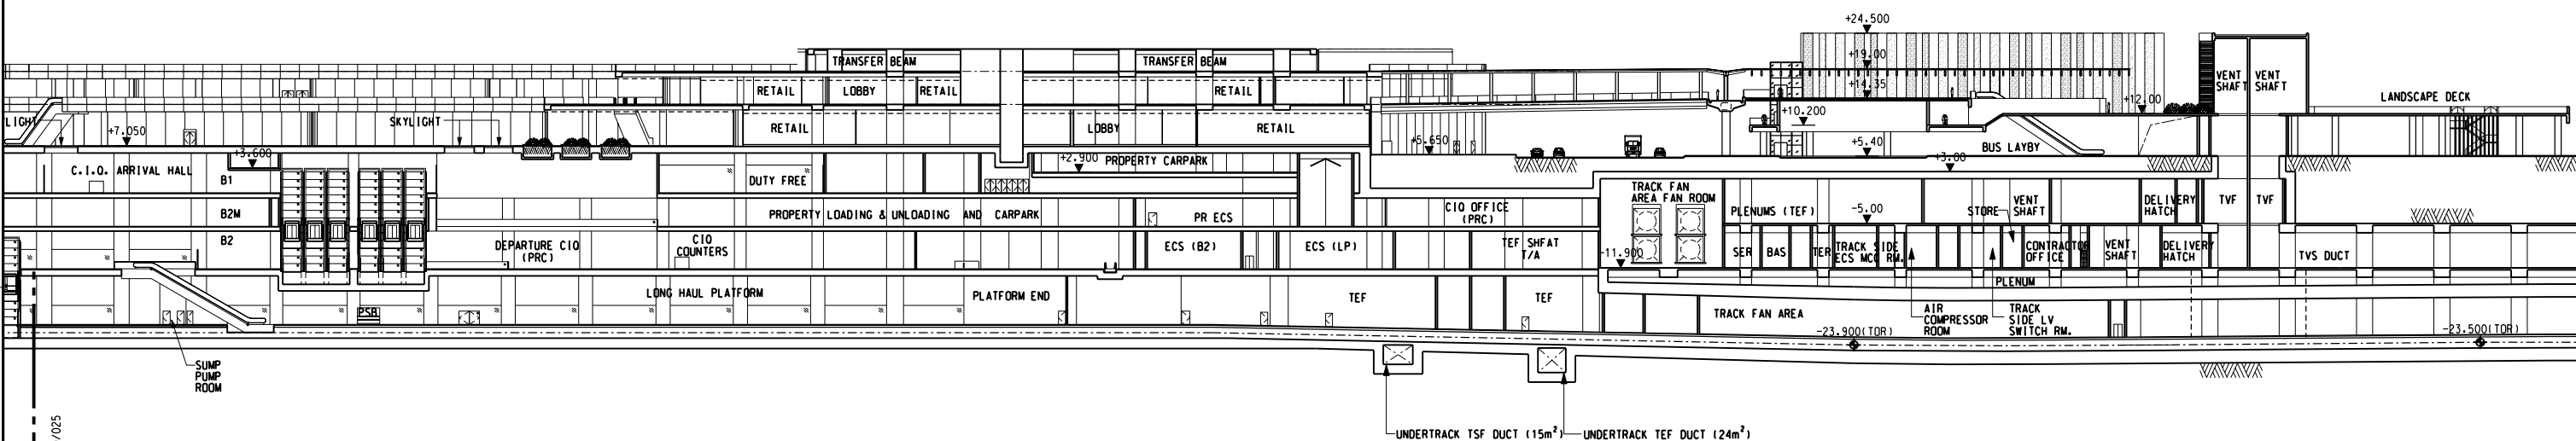 +24.500
+19.00
+14.35
+12.00
+10.200
TRANSFER BEAM
TRANSFER BEAM
RETAIL
LOBBY
RETAIL
RETAIL
VENT
SHAFT
VENT
SHAFT
LANDSCAPE DECK
SKYLIGHT
+7.050
RETAIL
LOBBY
RETAIL
+5.650
+5.40
BUS LAYBY
+3.600
C.I.O. ARRIVAL HALL
B1
+2.900
PROPERTY CARPARK
+3.00
DUTY FREE
TRACK FAN
AREA FAN ROOM
B2M
PROPERTY LOADING & UNLOADING AND CARPARK
PR ECS
CIQ OFFICE
(PRC)
PLENUMS (TEF)
-5.00
STORE
VENT
SHAFT
DELIVERY
HATCH
TVF
TVF
B2
DEPARTURE CIQ
(PRC)
CIQ
COUNTERS
ECS (B2)
ECS (LP)
TEF SHFAT
T/A
-11.900
SER
BAS
TER
TRACK SIDE
ECS MCC RM.
CONTRACTOR
OFFICE
VENT
SHAFT
DELIVERY
HATCH
TVS DUCT
PLENUM
LONG HAUL PLATFORM
PLATFORM END
TEF
TEF
PSB
TRACK FAN AREA
AIR
COMPRESSOR
ROOM
TRACK
SIDE LV
SWITCH RM.
-23.900(TOR)
-23.500(TOR)
SUMP
PUMP
ROOM
/025
UNDERTRACK TSF DUCT (15m²)
UNDERTRACK TEF DUCT (24m²)